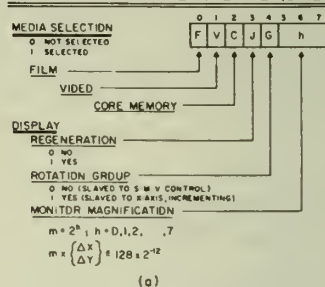 0 1 2 3 4 5 6 7
MEDIA SELECTION
F V C J G h
0 NOT SELECTED
1 SELECTED
FILM
VIDEO
CORE MEMORY
DISPLAY
REGENERATION
0 NO
1 YES
ROTATION GROUP
0 NO (SLAVED TO S M V CONTROL)
1 YES (SLAVED TO X AXIS, INCREMENTING)
MONITOR MAGNIFICATION
m = 2ʰ ; h = 0,1,2, ,7
m x {ΔX ΔY} ≤ 128 x 2⁻¹²
(a)